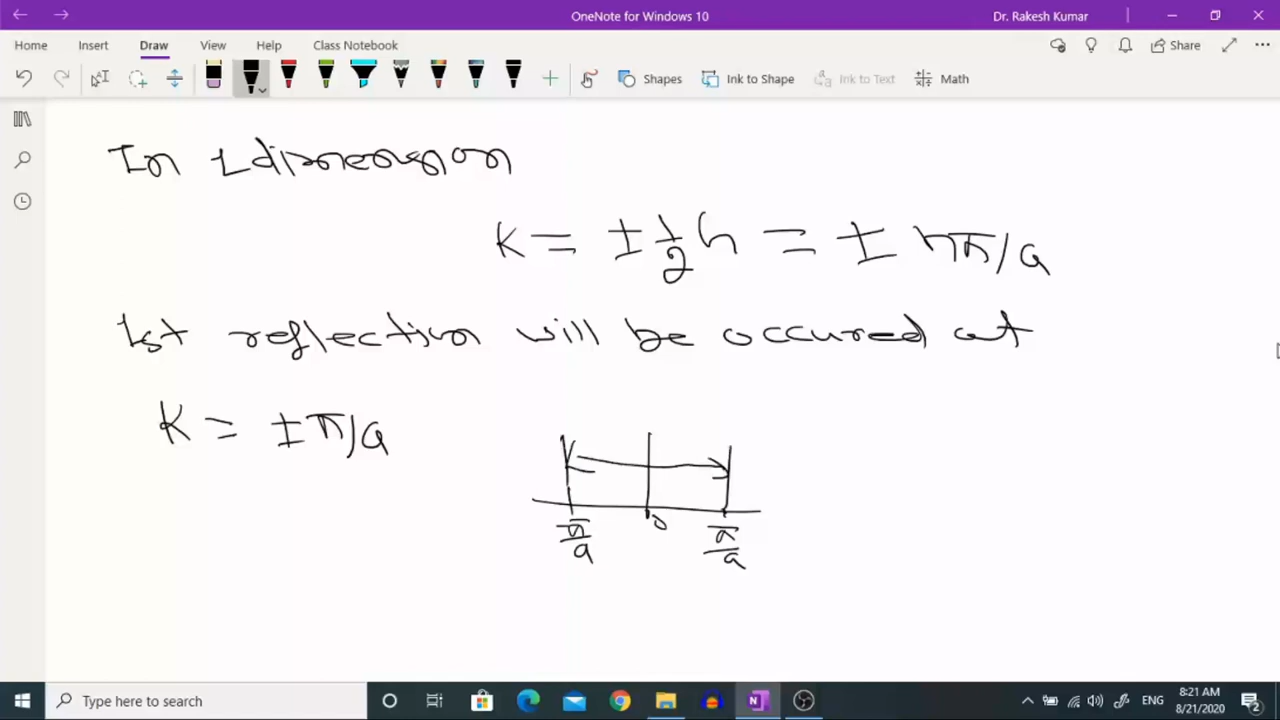 OneNote for Windows 10
Dr. Rakesh Kumar
Home Insert Draw View Help Class Notebook Share
Shapes Ink to Shape Ink to Text Math
In 1 dimension
K = ± 1/2 G = ± nπ/a
1st reflection will be occured at
K = ± π/a
π/a 0 π/a
Type here to search
ENG
8:21 AM
8/21/2020
2